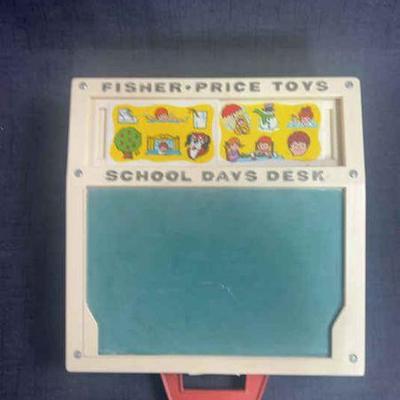 FISHER·PRICE TOYS
SCHOOL DAYS DESK